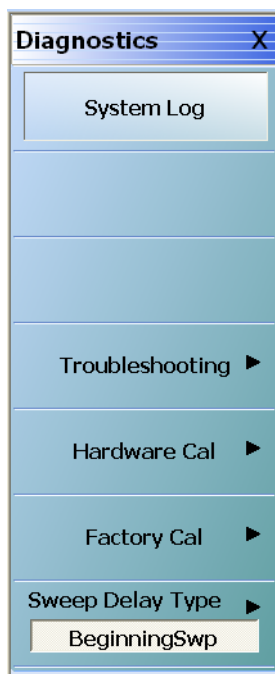 Diagnostics X
System Log
Troubleshooting
Hardware Cal
Factory Cal
Sweep Delay Type
BeginningSwp